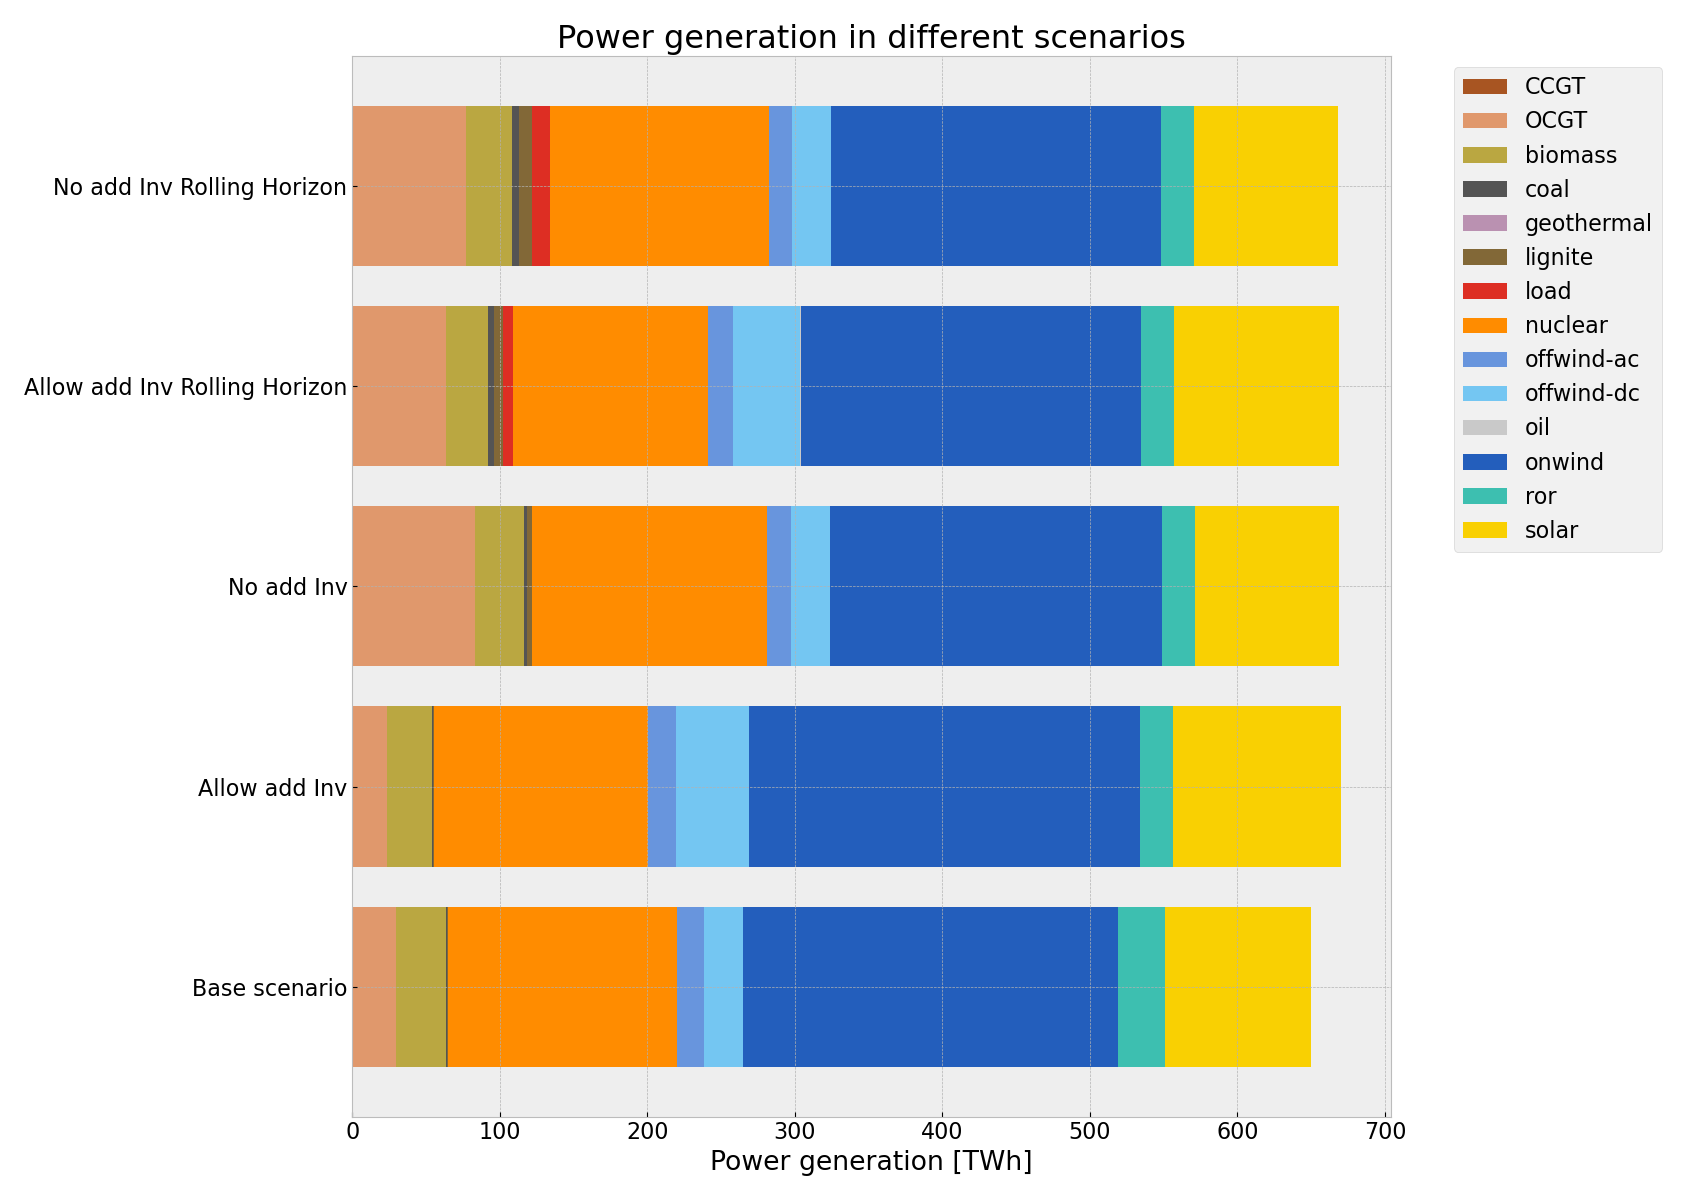 Power generation in different scenarios
No add Inv Rolling Horizon
Allow add Inv Rolling Horizon
No add Inv
Allow add Inv
Base scenario
0 100 200 300 400 500 600 700
Power generation [TWh]
CCGT
OCGT
biomass
coal
geothermal
lignite
load
nuclear
offwind-ac
offwind-dc
oil
onwind
ror
solar